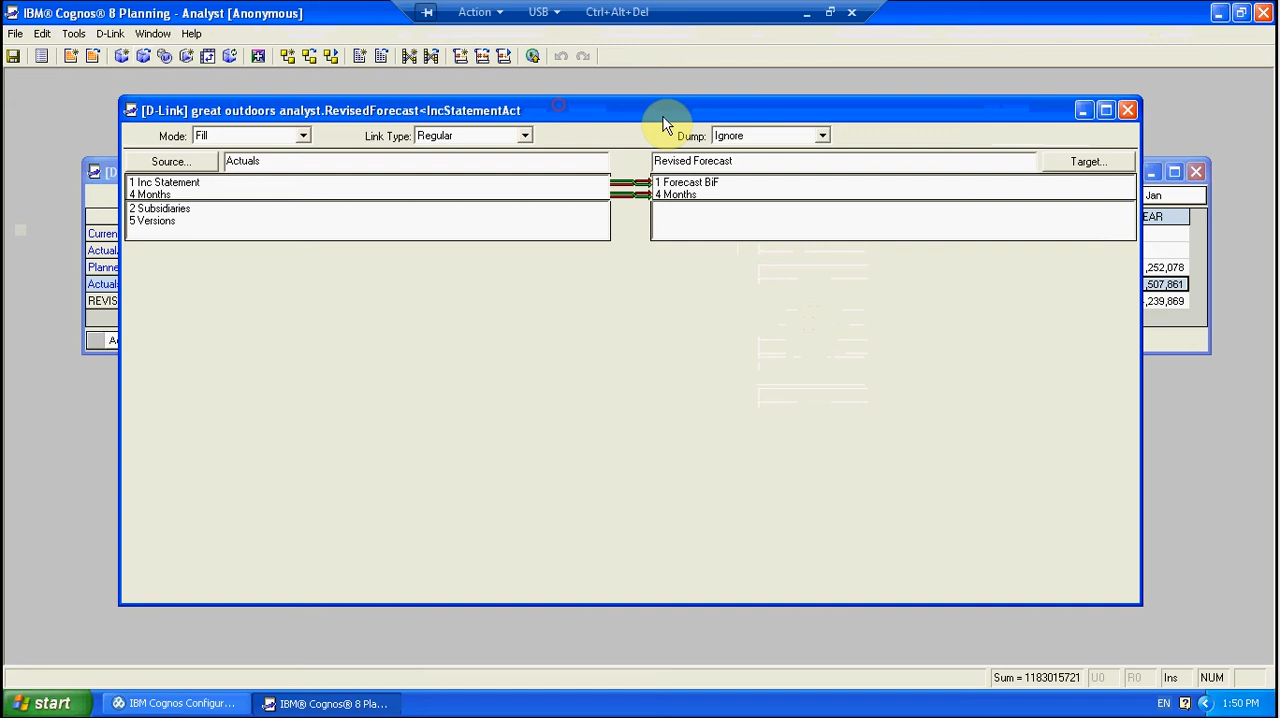 IBM® Cognos 8 Planning - Analyst [Anonymous]
Action USB Ctrl+Alt+Del
File Edit Tools D-Link Window Help
[D-Link] great outdoors analyst.RevisedForecast<IncStatementAct
Mode: Fill Link Type: Regular Dump: Ignore
Source... Actuals Revised Forecast Target...
1 Inc Statement 1 Forecast BiF
4 Months 4 Months
2 Subsidiaries
5 Versions
Jan
Curren
Actual
Planne ,252,078
Actuals ,507,861
REVIS ,239,869
Sum = 1183015721 U0 R0 Ins NUM
start IBM Cognos Configur... IBM® Cognos® 8 Pla... EN 1:50 PM